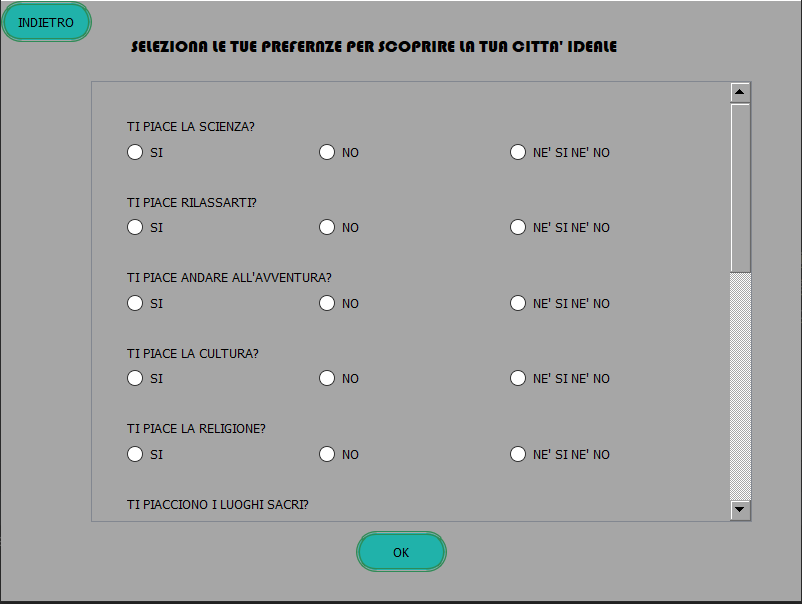 INDIETRO
SELEZIONA LE TUE PREFERNZE PER SCOPRIRE LA TUA CITTA' IDEALE
TI PIACE LA SCIENZA?
SI NO NE' SI NE' NO
TI PIACE RILASSARTI?
SI NO NE' SI NE' NO
TI PIACE ANDARE ALL'AVVENTURA?
SI NO NE' SI NE' NO
TI PIACE LA CULTURA?
SI NO NE' SI NE' NO
TI PIACE LA RELIGIONE?
SI NO NE' SI NE' NO
TI PIACCIONO I LUOGHI SACRI?
OK